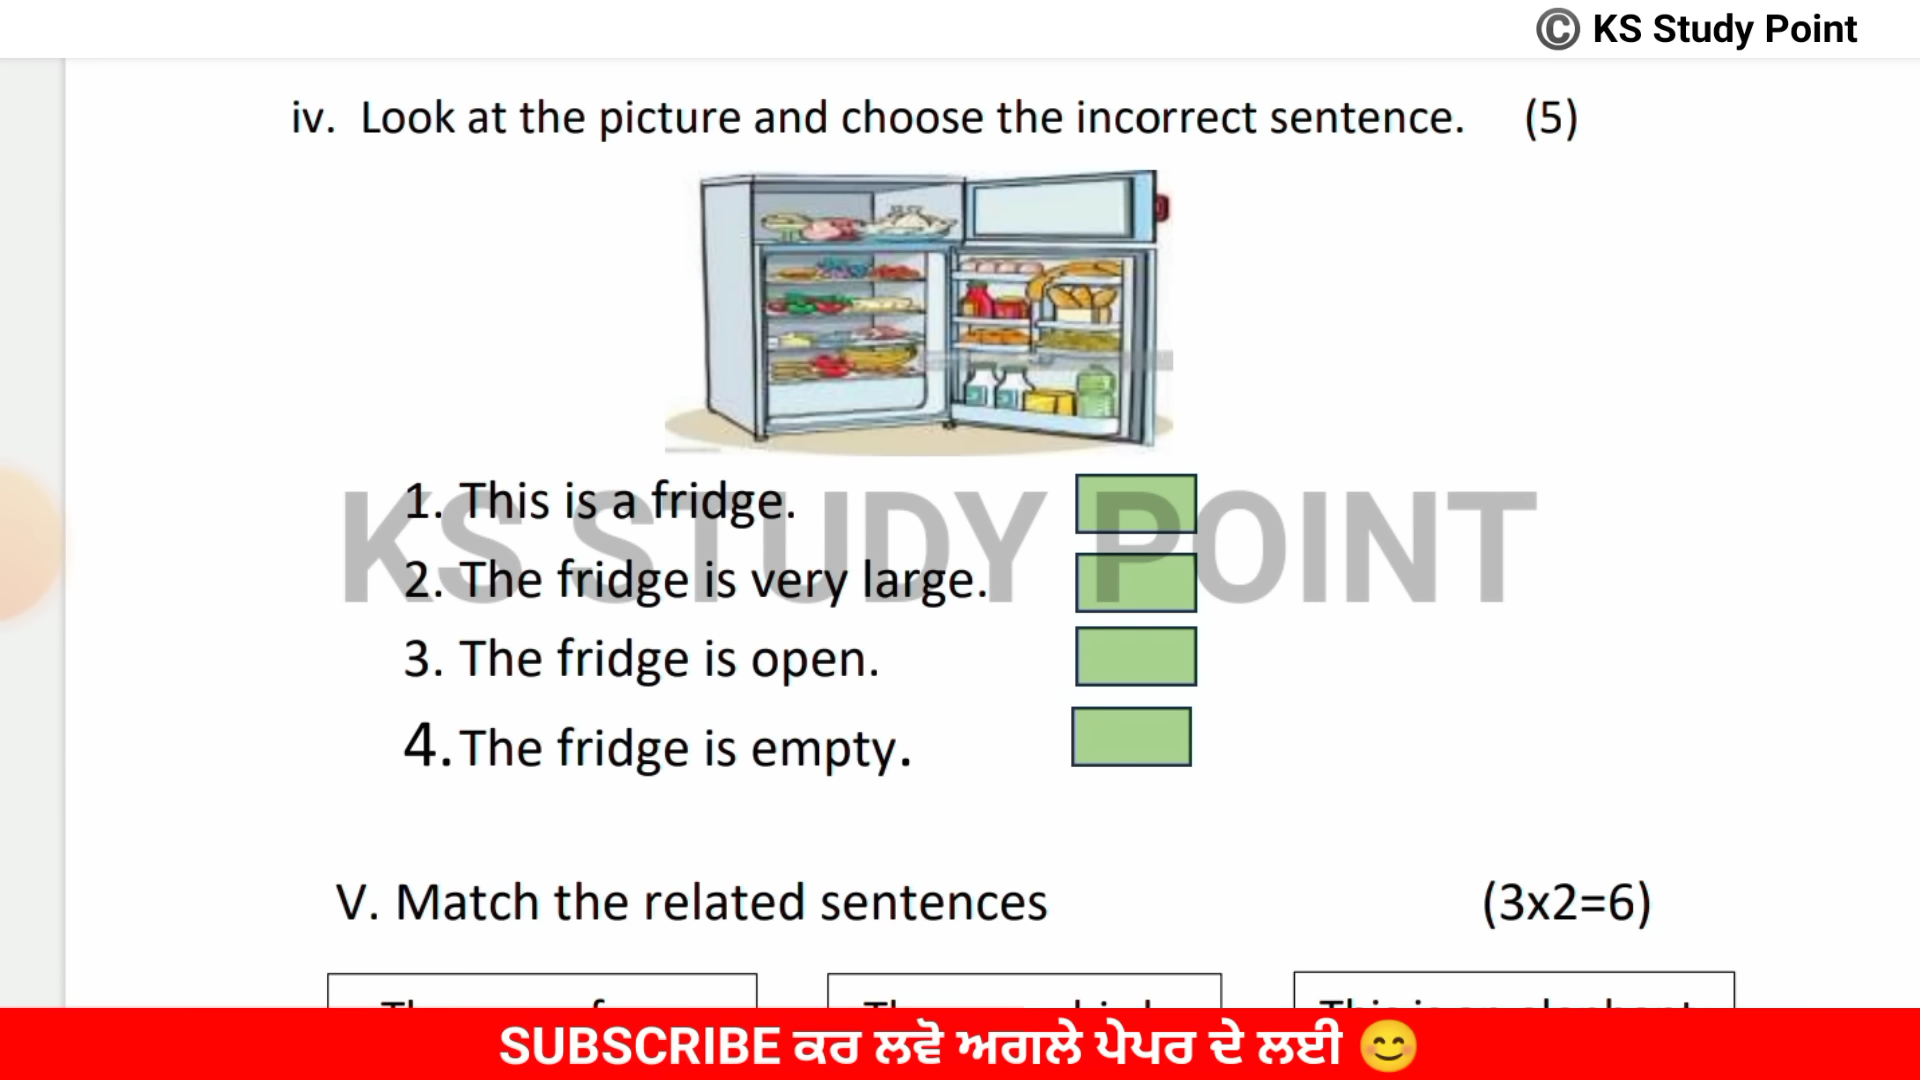 © KS Study Point
iv. Look at the picture and choose the incorrect sentence. (5)
KS STUDY POINT
1. This is a fridge.
2. The fridge is very large.
3. The fridge is open.
4. The fridge is empty.
V. Match the related sentences (3x2=6)
SUBSCRIBE ਕਰ ਲਵੋ ਅਗਲੇ ਪੇਪਰ ਦੇ ਲਈ 😊